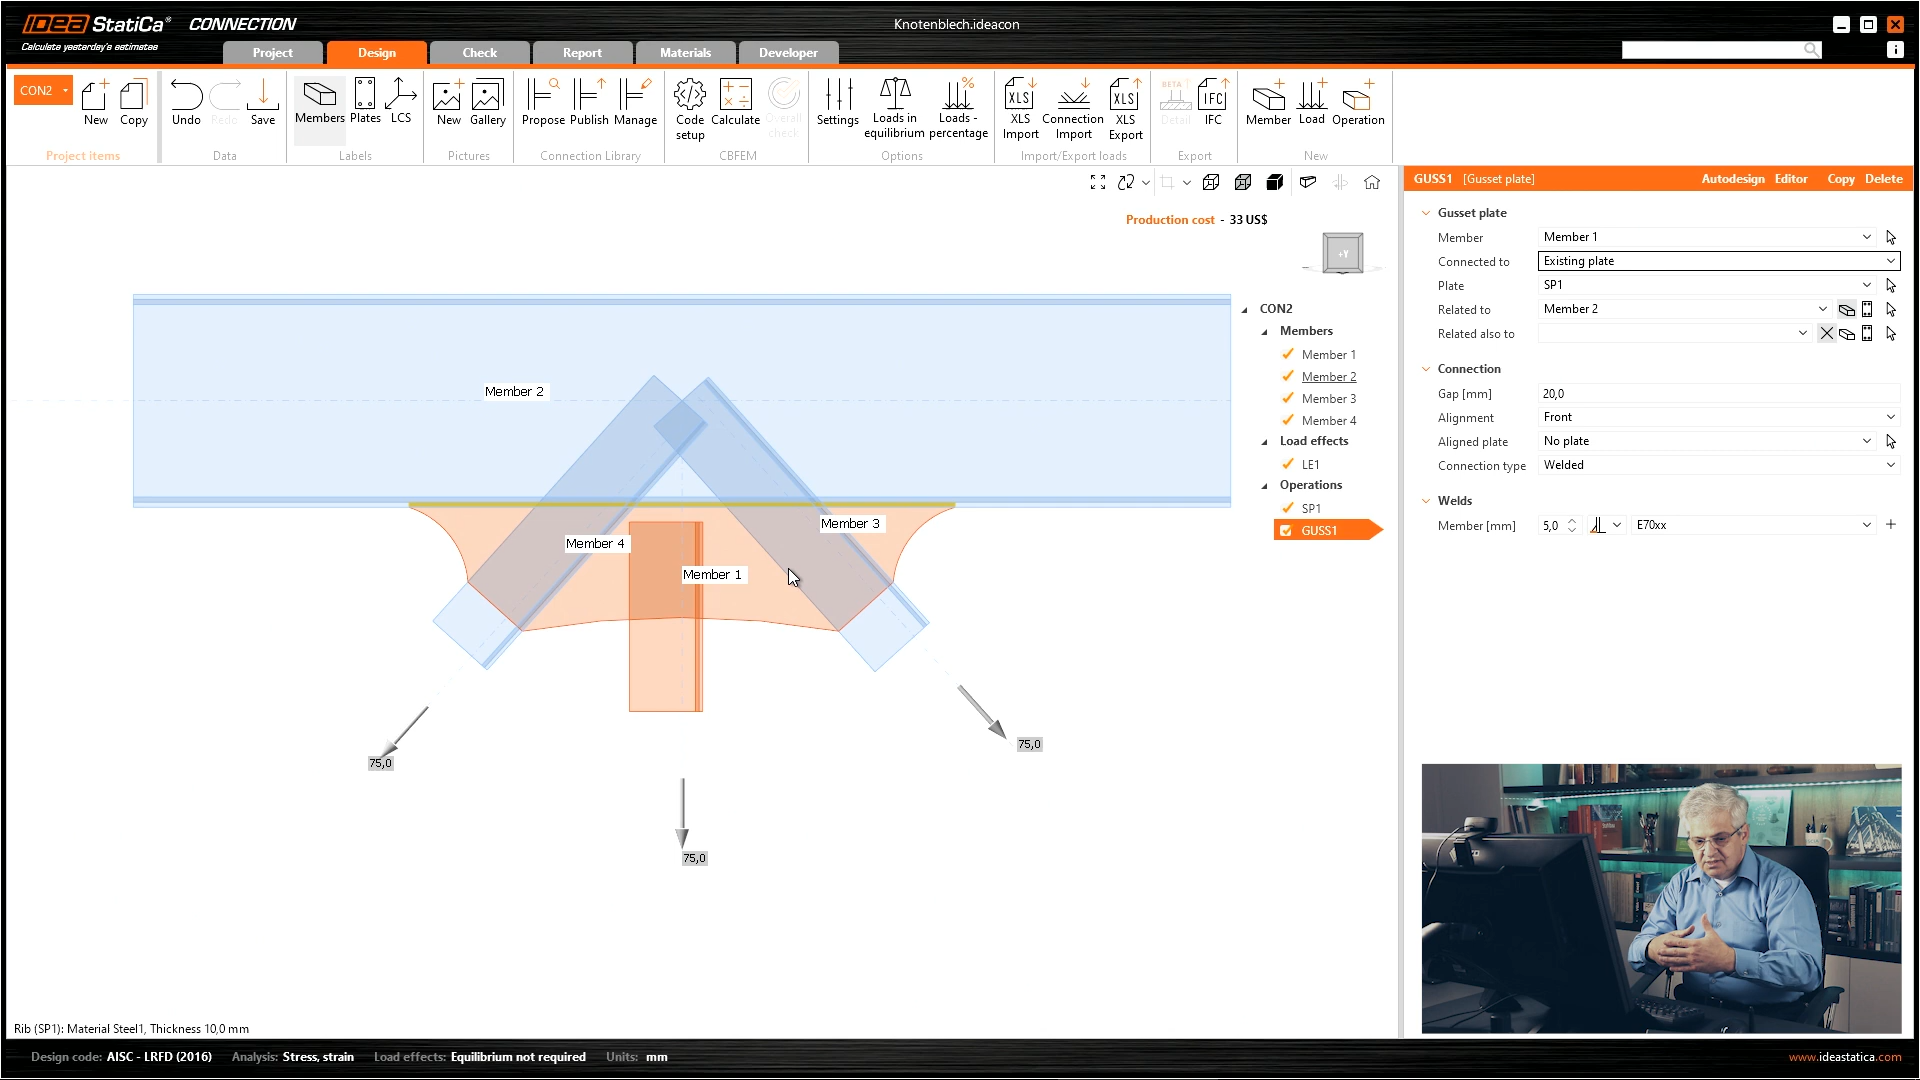 IDEA StatiCa® CONNECTION
Calculate yesterday's estimates
Knotenblech.ideacon
Project Design Check Report Materials Developer
CON2
New Copy Undo Redo Save Members Plates LCS New Gallery Propose Publish Manage Code setup Calculate Overall check Settings Loads in equilibrium Loads - percentage XLS Import Connection Import XLS Export BETA Detail IFC Member Load Operation
Project items Data Labels Pictures Connection Library CBFEM Options Import/Export loads Export New
Production cost - 33 US$
+Y
CON2
Members
Member 1
Member 2
Member 3
Member 4
Load effects
LE1
Operations
SP1
GUSS1
Member 2
Member 3
Member 4
Member 1
75,0
75,0
75,0
Rib (SP1): Material Steel1, Thickness 10,0 mm
GUSS1 [Gusset plate] Autodesign Editor Copy Delete
Gusset plate
Member Member 1
Connected to Existing plate
Plate SP1
Related to Member 2
Related also to
Connection
Gap [mm] 20,0
Alignment Front
Aligned plate No plate
Connection type Welded
Welds
Member [mm] 5,0 E70xx
Design code: AISC - LRFD (2016) Analysis: Stress, strain Load effects: Equilibrium not required Units: mm
www.ideastatica.com